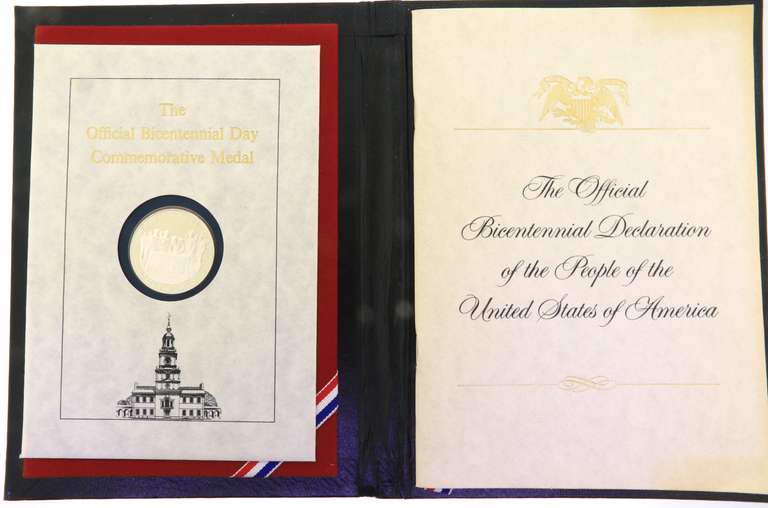 The
Official Bicentennial Day
Commemorative Medal
The Official
Bicentennial Declaration
of the People of the
United States of America